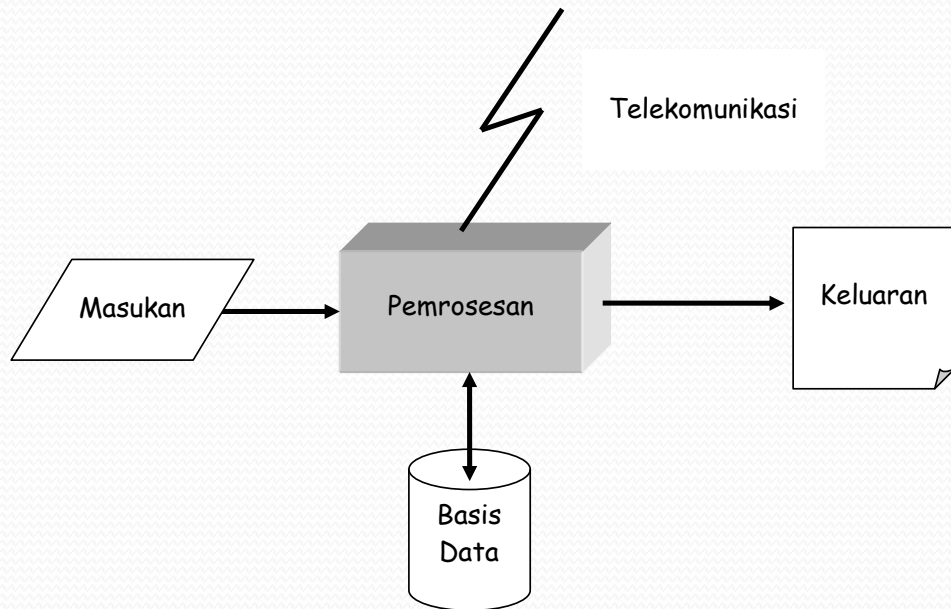 Telekomunikasi
Masukan
Pemrosesan
Keluaran
Basis
Data